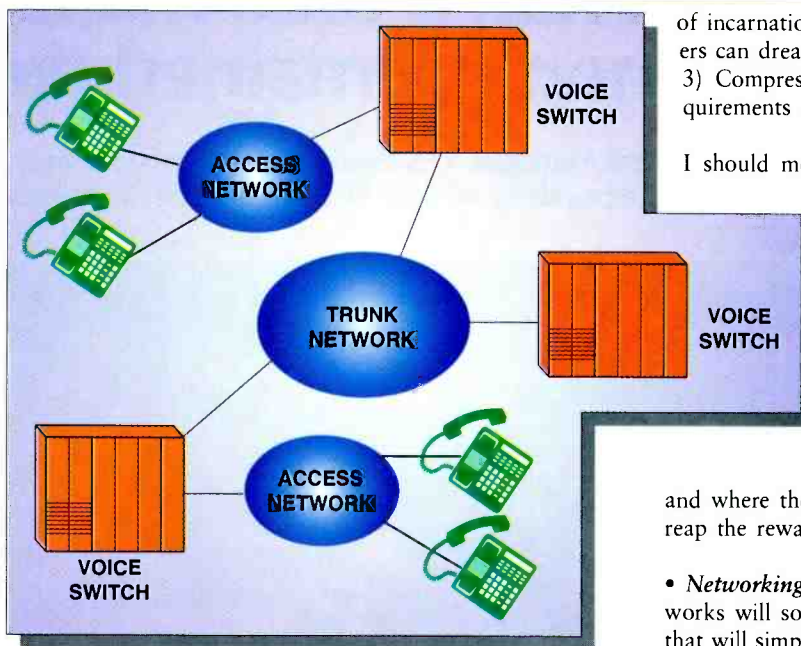 VOICE
SWITCH
ACCESS
NETWORK
TRUNK
NETWORK
VOICE
SWITCH
ACCESS
NETWORK
VOICE
SWITCH
of incarnatio
ers can drea
3) Compres
quirements
I should m
and where th
reap the rewa
• Networking
works will so
that will simp